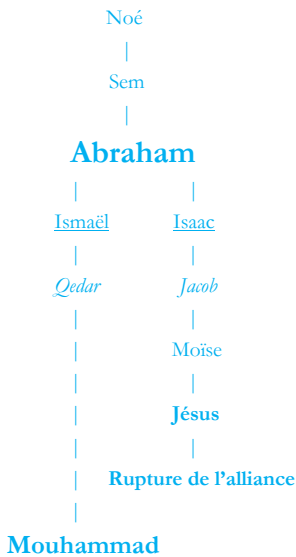 Noé
|
Sem
|
Abraham
| |
Ismaël Isaac
| |
Qedar Jacob
| |
| Moïse
| |
| Jésus
| |
| Rupture de l’alliance
|
Mouhammad